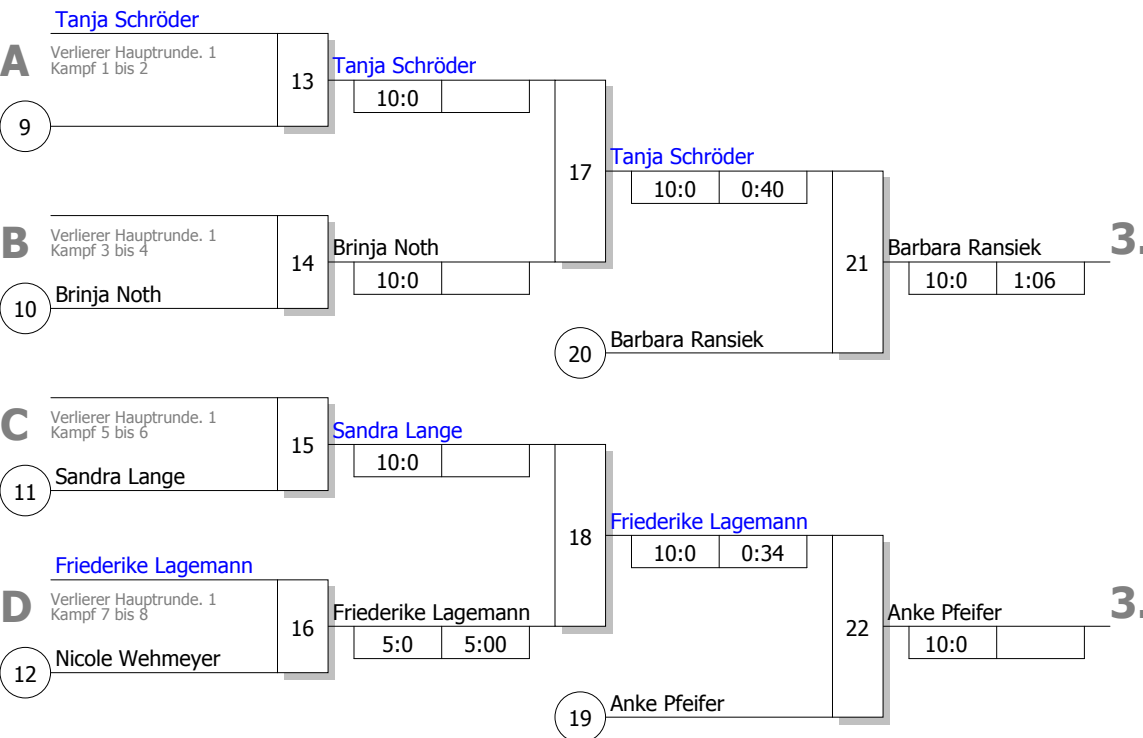 Tanja Schröder
A
Verlierer Hauptrunde. 1
Kampf 1 bis 2
13
Tanja Schröder
10:0
9
17
Tanja Schröder
10:0 0:40
B
Verlierer Hauptrunde. 1
Kampf 3 bis 4
14
Brinja Noth
10:0
10
Brinja Noth
21
Barbara Ransiek
10:0 1:06
3.
20
Barbara Ransiek
C
Verlierer Hauptrunde. 1
Kampf 5 bis 6
15
Sandra Lange
10:0
11
Sandra Lange
18
Friederike Lagemann
10:0 0:34
Friederike Lagemann
D
Verlierer Hauptrunde. 1
Kampf 7 bis 8
16
Friederike Lagemann
5:0 5:00
12
Nicole Wehmeyer
22
Anke Pfeifer
10:0
3.
19
Anke Pfeifer